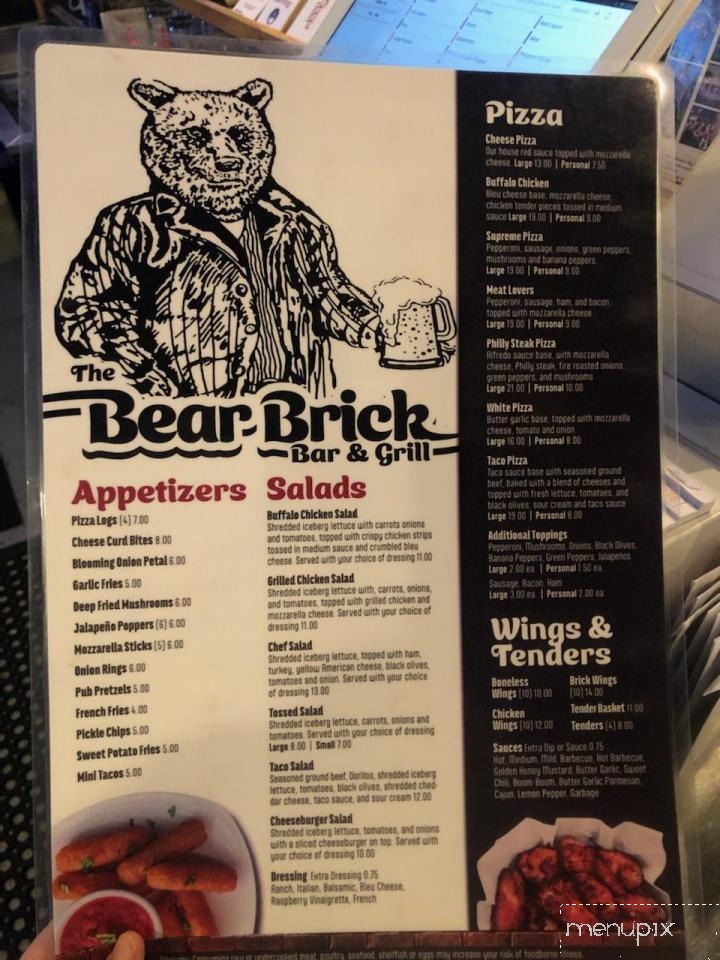 The
Bear Brick
Bar & Grill
Appetizers
Pizza Logs (4) 7.00
Cheese Curd Bites 8.00
Blooming Onion Petal 6.00
Garlic Fries 5.00
Deep Fried Mushrooms 6.00
Jalapeño Poppers (6) 6.00
Mozzarella Sticks (5) 6.00
Onion Rings 6.00
Pub Pretzels 5.00
French Fries 4.00
Pickle Chips 5.00
Sweet Potato Fries 5.00
Mini Tacos 5.00
Salads
Buffalo Chicken Salad
Shredded iceberg lettuce with carrots onions
and tomatoes, topped with crispy chicken strips
tossed in medium sauce and crumbled bleu
cheese. Served with your choice of dressing 11.00
Grilled Chicken Salad
Shredded iceberg lettuce with, carrots, onions,
and tomatoes, topped with grilled chicken and
mozzarella cheese. Served with your choice of
dressing 11.00
Chef Salad
Shredded iceberg lettuce, topped with ham,
turkey, yellow American cheese, black olives,
tomatoes and onion. Served with your choice
of dressing 13.00
Tossed Salad
Shredded iceberg lettuce, carrots, onions and
tomatoes. Served with your choice of dressing
Large 8.00 | Small 7.00
Taco Salad
Seasoned ground beef, Doritos, shredded iceberg
lettuce, tomatoes, black olives, shredded ched-
dar cheese, taco sauce, and sour cream 12.00
Cheeseburger Salad
Shredded iceberg lettuce, tomatoes, and onions
with a sliced cheeseburger on top. Served with
your choice of dressing 10.00
Dressing Extra Dressing 0.75
Ranch, Italian, Balsamic, Bleu Cheese,
Raspberry Vinaigrette, French
Pizza
Cheese Pizza
Our house red sauce topped with mozzarella
cheese. Large 13.00 | Personal 7.50
Buffalo Chicken
Bleu cheese base, mozzarella cheese,
chicken tender pieces tossed in medium
sauce Large 19.00 | Personal 9.00
Supreme Pizza
Pepperoni, sausage, onions, green peppers,
mushrooms and banana peppers.
Large 19.00 | Personal 9.00
Meat Lovers
Pepperoni, sausage, ham, and bacon
topped with mozzarella cheese
Large 19.00 | Personal 9.00
Philly Steak Pizza
Alfredo sauce base, with mozzarella
cheese, Philly steak, fire roasted onions,
green peppers, and mushrooms
Large 21.00 | Personal 10.00
White Pizza
Butter garlic base, topped with mozzarella
cheese, tomato and onion
Large 16.00 | Personal 8.00
Taco Pizza
Taco sauce base with seasoned ground
beef, baked with a blend of cheeses and
topped with fresh lettuce, tomatoes, and
black olives, sour cream and taco sauce
Large 19.00 | Personal 8.00
Additional Toppings
Pepperoni, Mushrooms, Onions, Black Olives,
Banana Peppers, Green Peppers, Jalapeños
Large 2.00 ea | Personal 1.50 ea
Sausage, Bacon, Ham
Large 3.00 ea | Personal 2.00 ea
Wings &
Tenders
Boneless
Wings (10) 10.00
Chicken
Wings (10) 12.00
Brick Wings
(10) 14.00
Tender Basket 11.00
Tenders (4) 8.00
Sauces Extra Dip or Sauce 0.75
Hot, Medium, Mild, Barbecue, Hot Barbecue,
Golden Honey Mustard, Butter Garlic, Sweet
Chili, Boom Boom, Butter Garlic Parmesan,
Cajun, Lemon Pepper, Garbage
Consuming raw or undercooked meat, poultry, seafood, shellfish or eggs may increase your risk of foodborne illness.
menupix